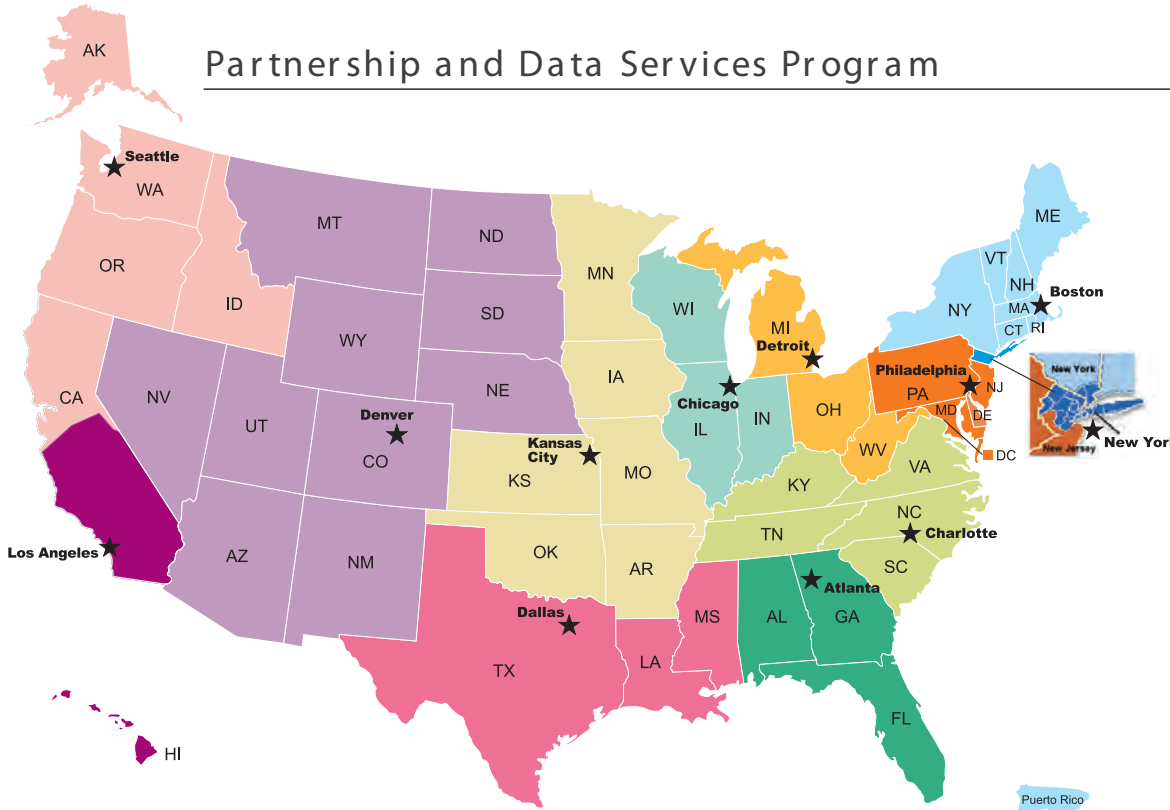 AK
Partnership and Data Services Program
Seattle
WA
MT
ND
MN
ME
OR
ID
VT
NH
NY
MA
Boston
CT
RI
SD
WI
MI
Detroit
WY
NE
IA
CA
NV
UT
Denver
CO
Chicago
IL
IN
OH
Philadelphia
PA
NJ
MD
DE
New York
New York
New Jersey
DC
WV
VA
Kansas
City
KS
MO
KY
NC
Charlotte
TN
SC
Los Angeles
AZ
NM
OK
AR
Atlanta
Dallas
MS
AL
GA
TX
LA
FL
HI
Puerto Rico